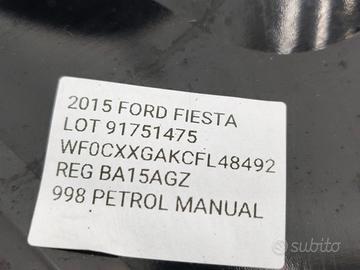 2015 FORD FIESTA
LOT 91751475
WF0CXXGAKCFL48492
REG BA15AGZ
998 PETROL MANUAL
subito